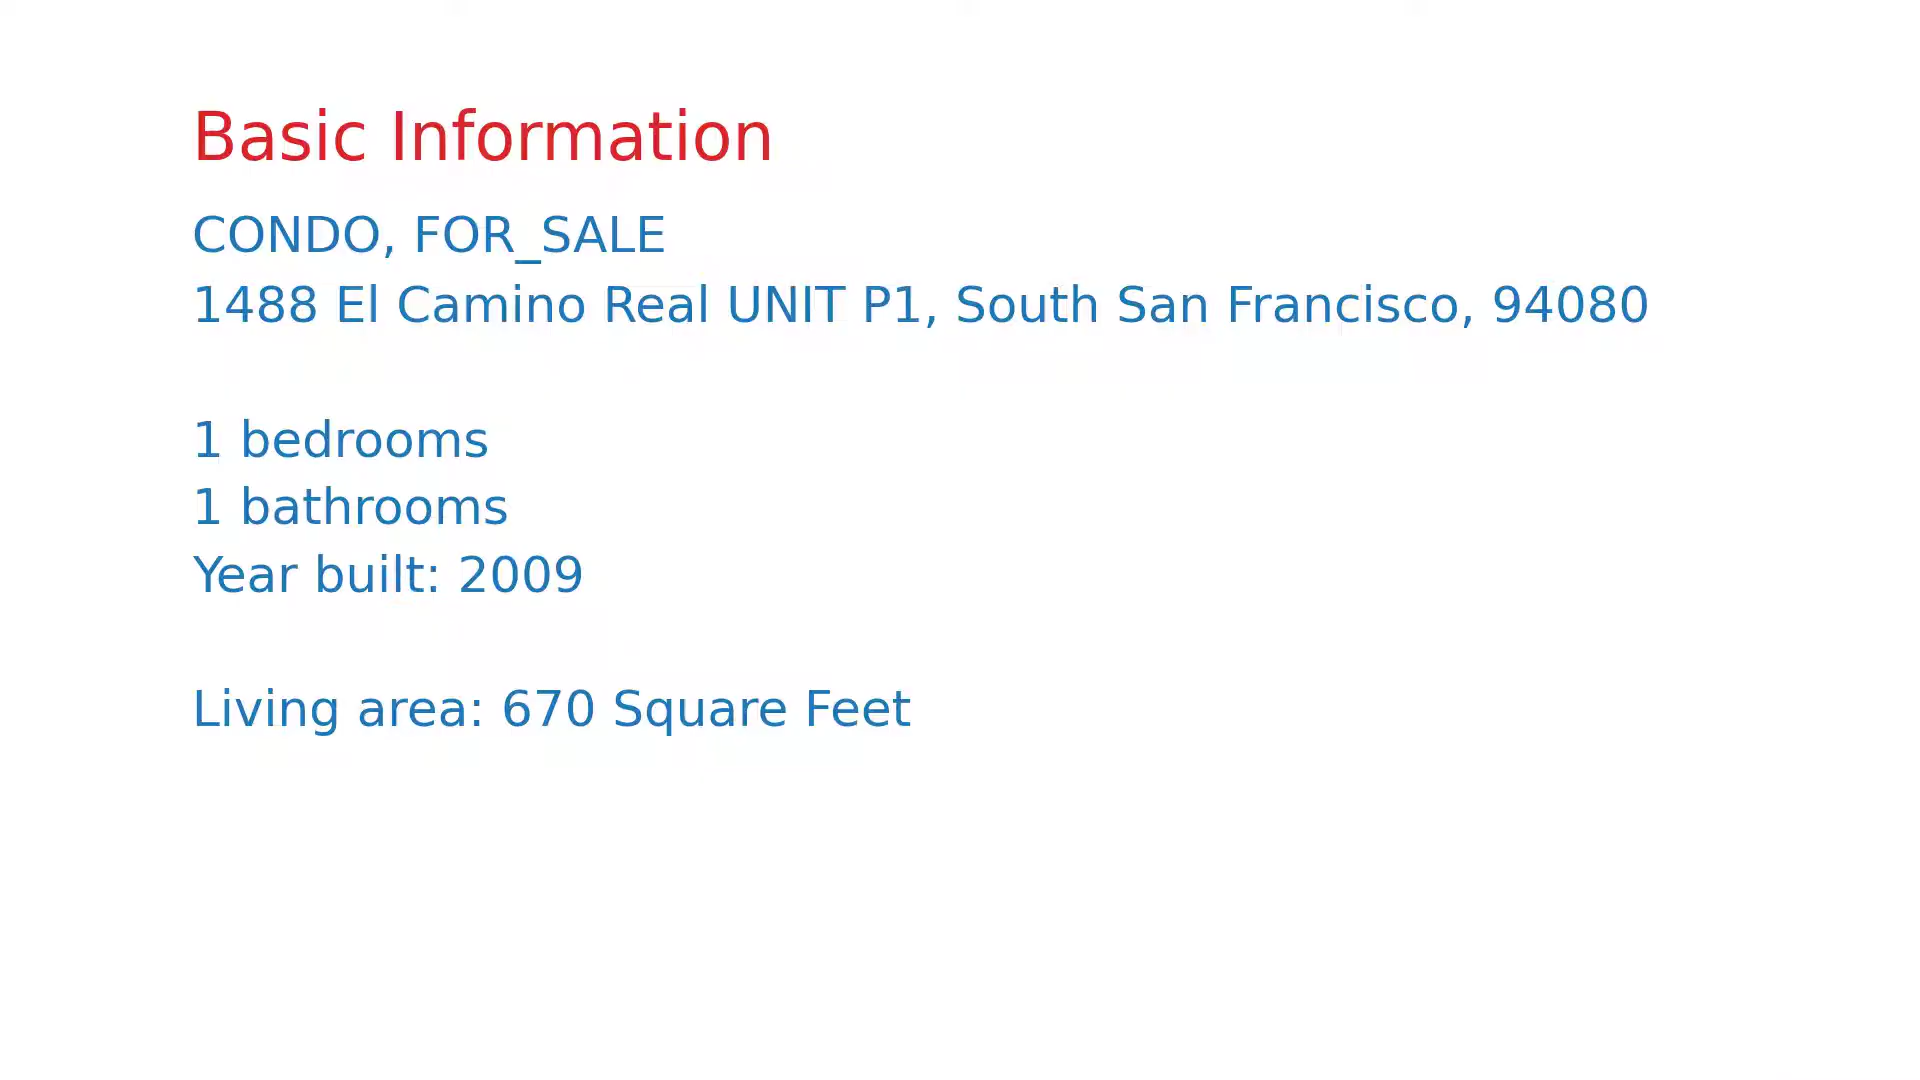 Basic Information
CONDO, FOR_SALE
1488 El Camino Real UNIT P1, South San Francisco, 94080
1 bedrooms
1 bathrooms
Year built: 2009
Living area: 670 Square Feet